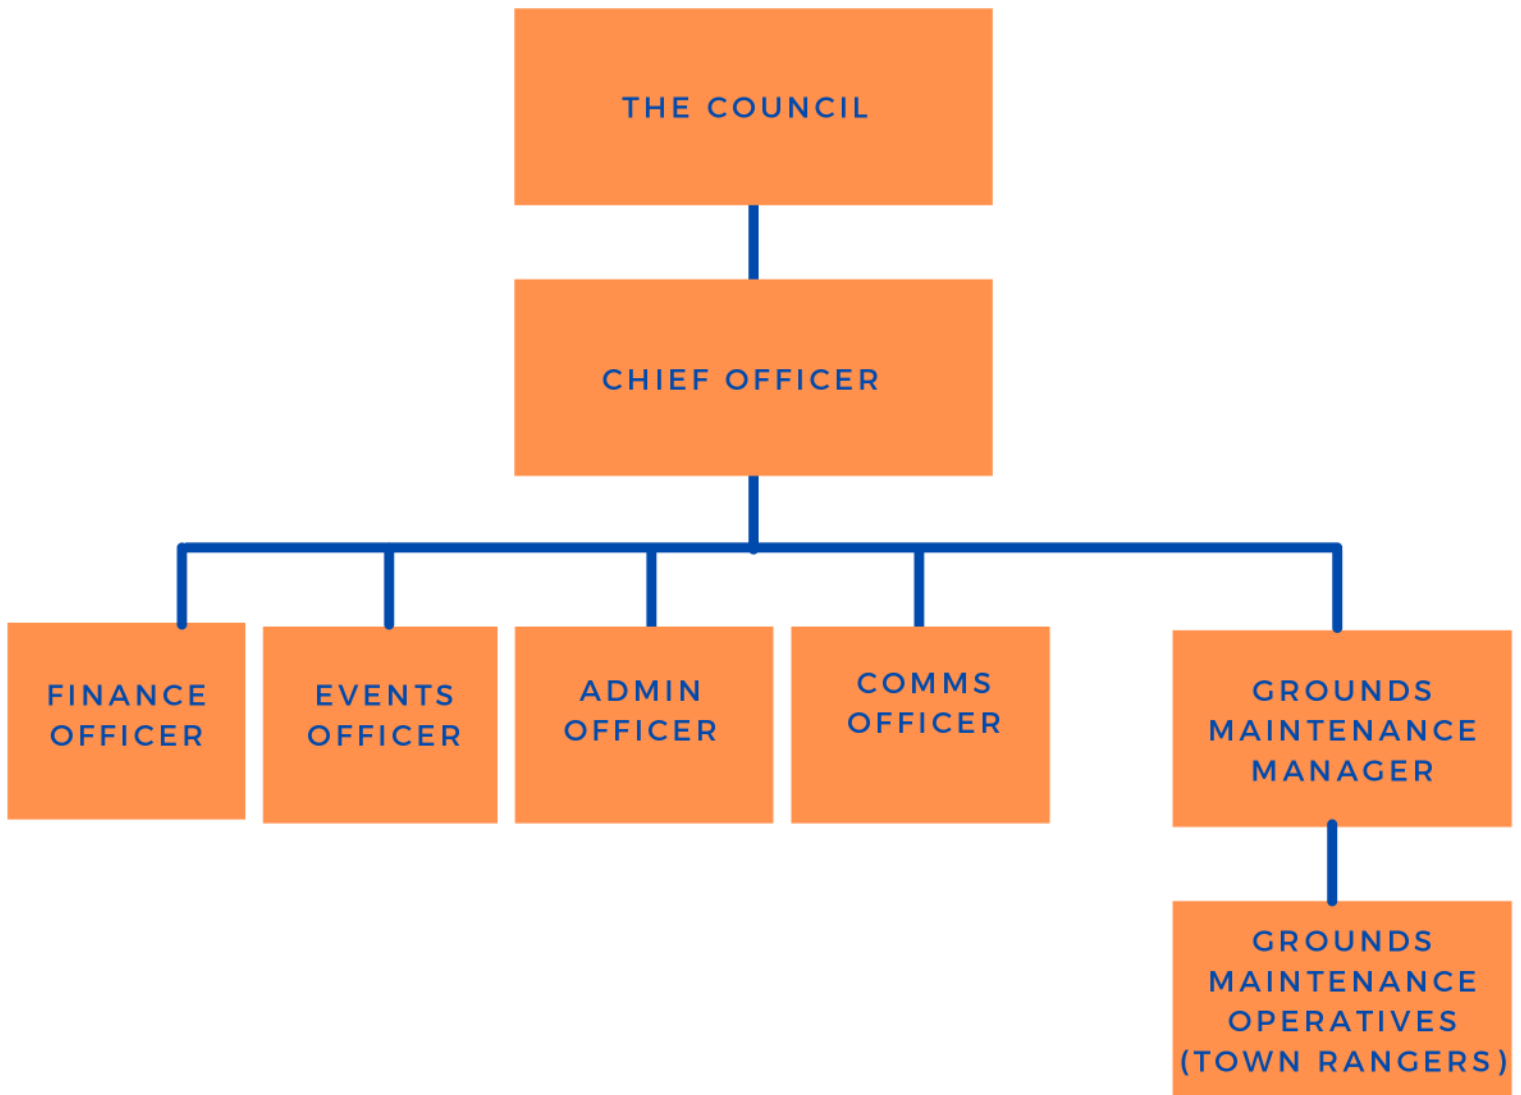 THE COUNCIL
CHIEF OFFICER
FINANCE
OFFICER
EVENTS
OFFICER
ADMIN
OFFICER
COMMS
OFFICER
GROUNDS
MAINTENANCE
MANAGER
GROUNDS
MAINTENANCE
OPERATIVES
(TOWN RANGERS)